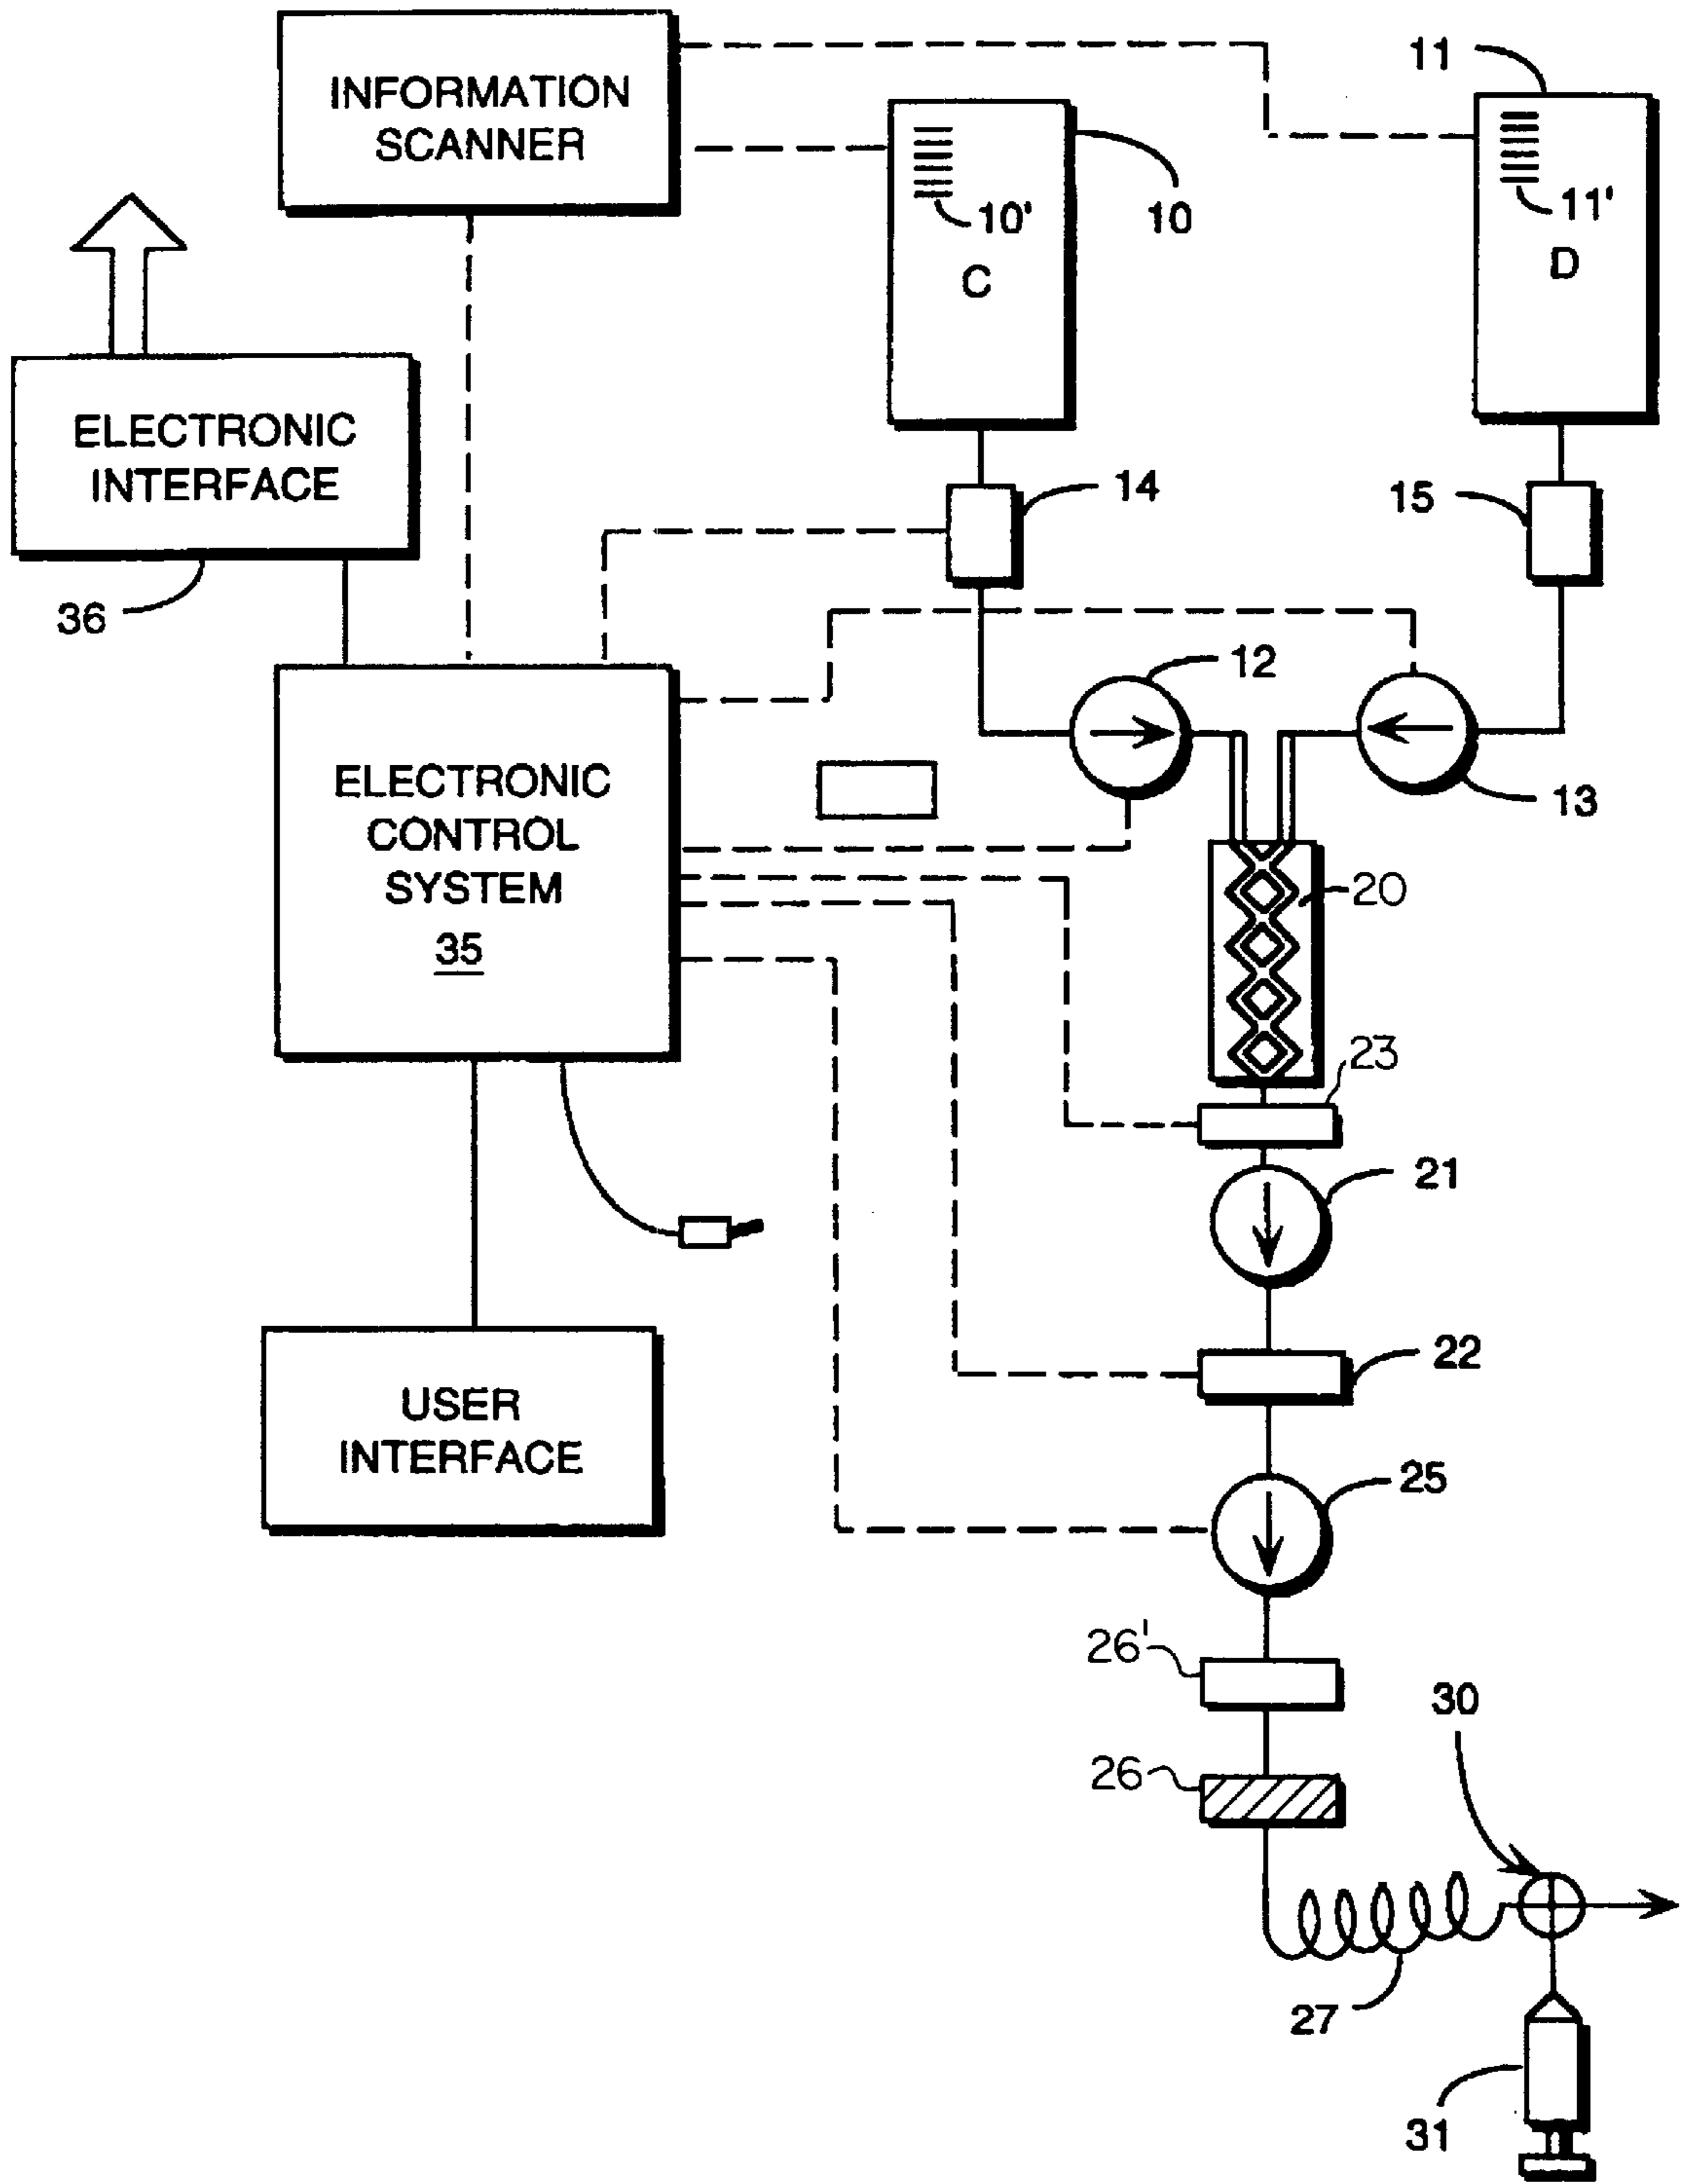 INFORMATION
SCANNER
11
10'
10
C
11'
D
ELECTRONIC
INTERFACE
36
14
15
12
13
ELECTRONIC
CONTROL
SYSTEM
35
20
23
21
22
USER
INTERFACE
25
26'
26
30
27
31